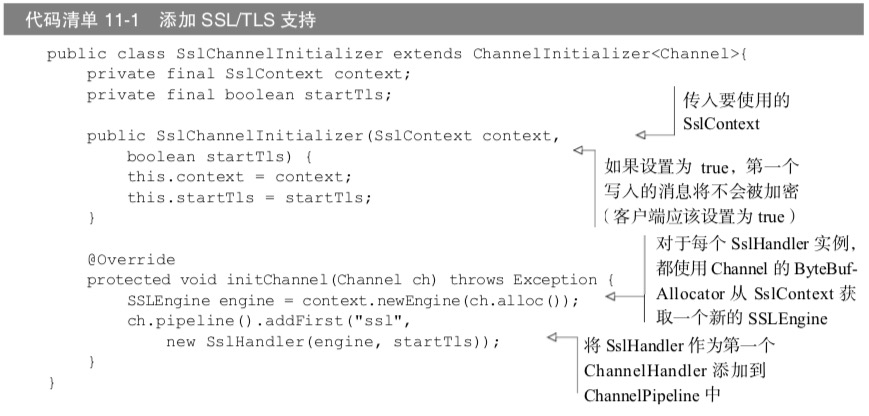 代码清单 11-1 添加 SSL/TLS 支持
public class SslChannelInitializer extends ChannelInitializer<Channel>{
private final SslContext context;
private final boolean startTls;
传入要使用的
SslContext
public SslChannelInitializer(SslContext context,
boolean startTls) {
this.context = context;
this.startTls = startTls;
}
如果设置为 true，第一个
写入的消息将不会被加密
（客户端应该设置为 true）
@Override
protected void initChannel(Channel ch) throws Exception {
SSLEngine engine = context.newEngine(ch.alloc());
ch.pipeline().addFirst("ssl",
new SslHandler(engine, startTls));
}
}
对于每个 SslHandler 实例，
都使用 Channel 的 ByteBuf-
Allocator 从 SslContext 获
取一个新的 SSLEngine
将 SslHandler 作为第一个
ChannelHandler 添加到
ChannelPipeline 中